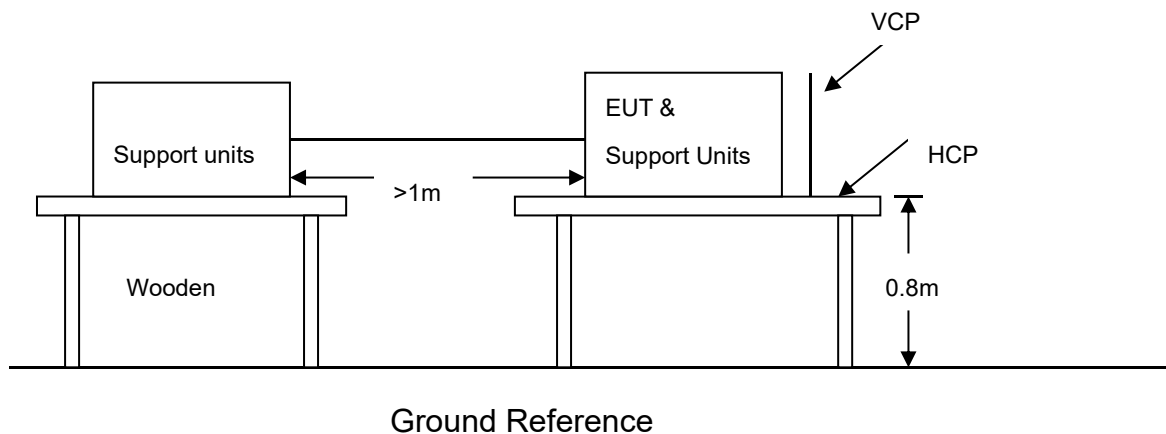 VCP
EUT &
Support units
Support Units
HCP
>1m
Wooden
0.8m
Ground Reference